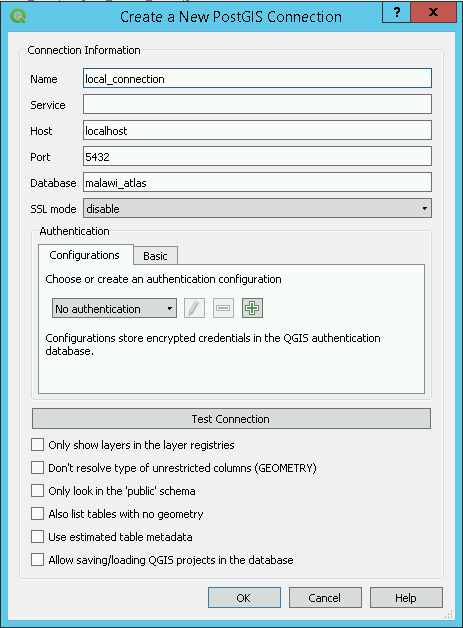 Create a New PostGIS Connection
?
x
Connection Information
Name local_connection
Service
Host localhost
Port 5432
Database malawi_atlas
SSL mode disable
Authentication
Configurations Basic
Choose or create an authentication configuration
No authentication
Configurations store encrypted credentials in the QGIS authentication
database.
Test Connection
Only show layers in the layer registries
Don't resolve type of unrestricted columns (GEOMETRY)
Only look in the 'public' schema
Also list tables with no geometry
Use estimated table metadata
Allow saving/loading QGIS projects in the database
OK Cancel Help